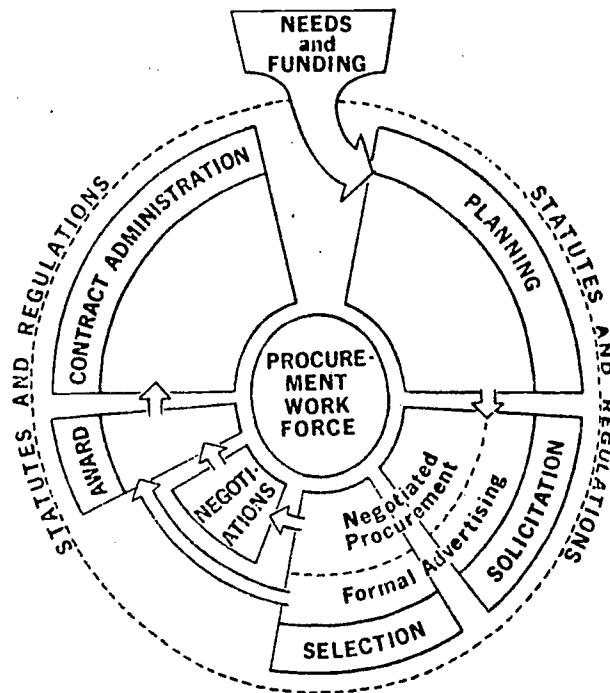 NEEDS
and
FUNDING
STATUTES AND REGULATIONS
CONTRACT ADMINISTRATION
PLANNING
STATUTES AND REGULATIONS
PROCURE-
MENT
WORK
FORCE
AWARD
NEGOTI-
ATIONS
Negotiated
Procurement
Formal Advertising
SOLICITATION
SELECTION